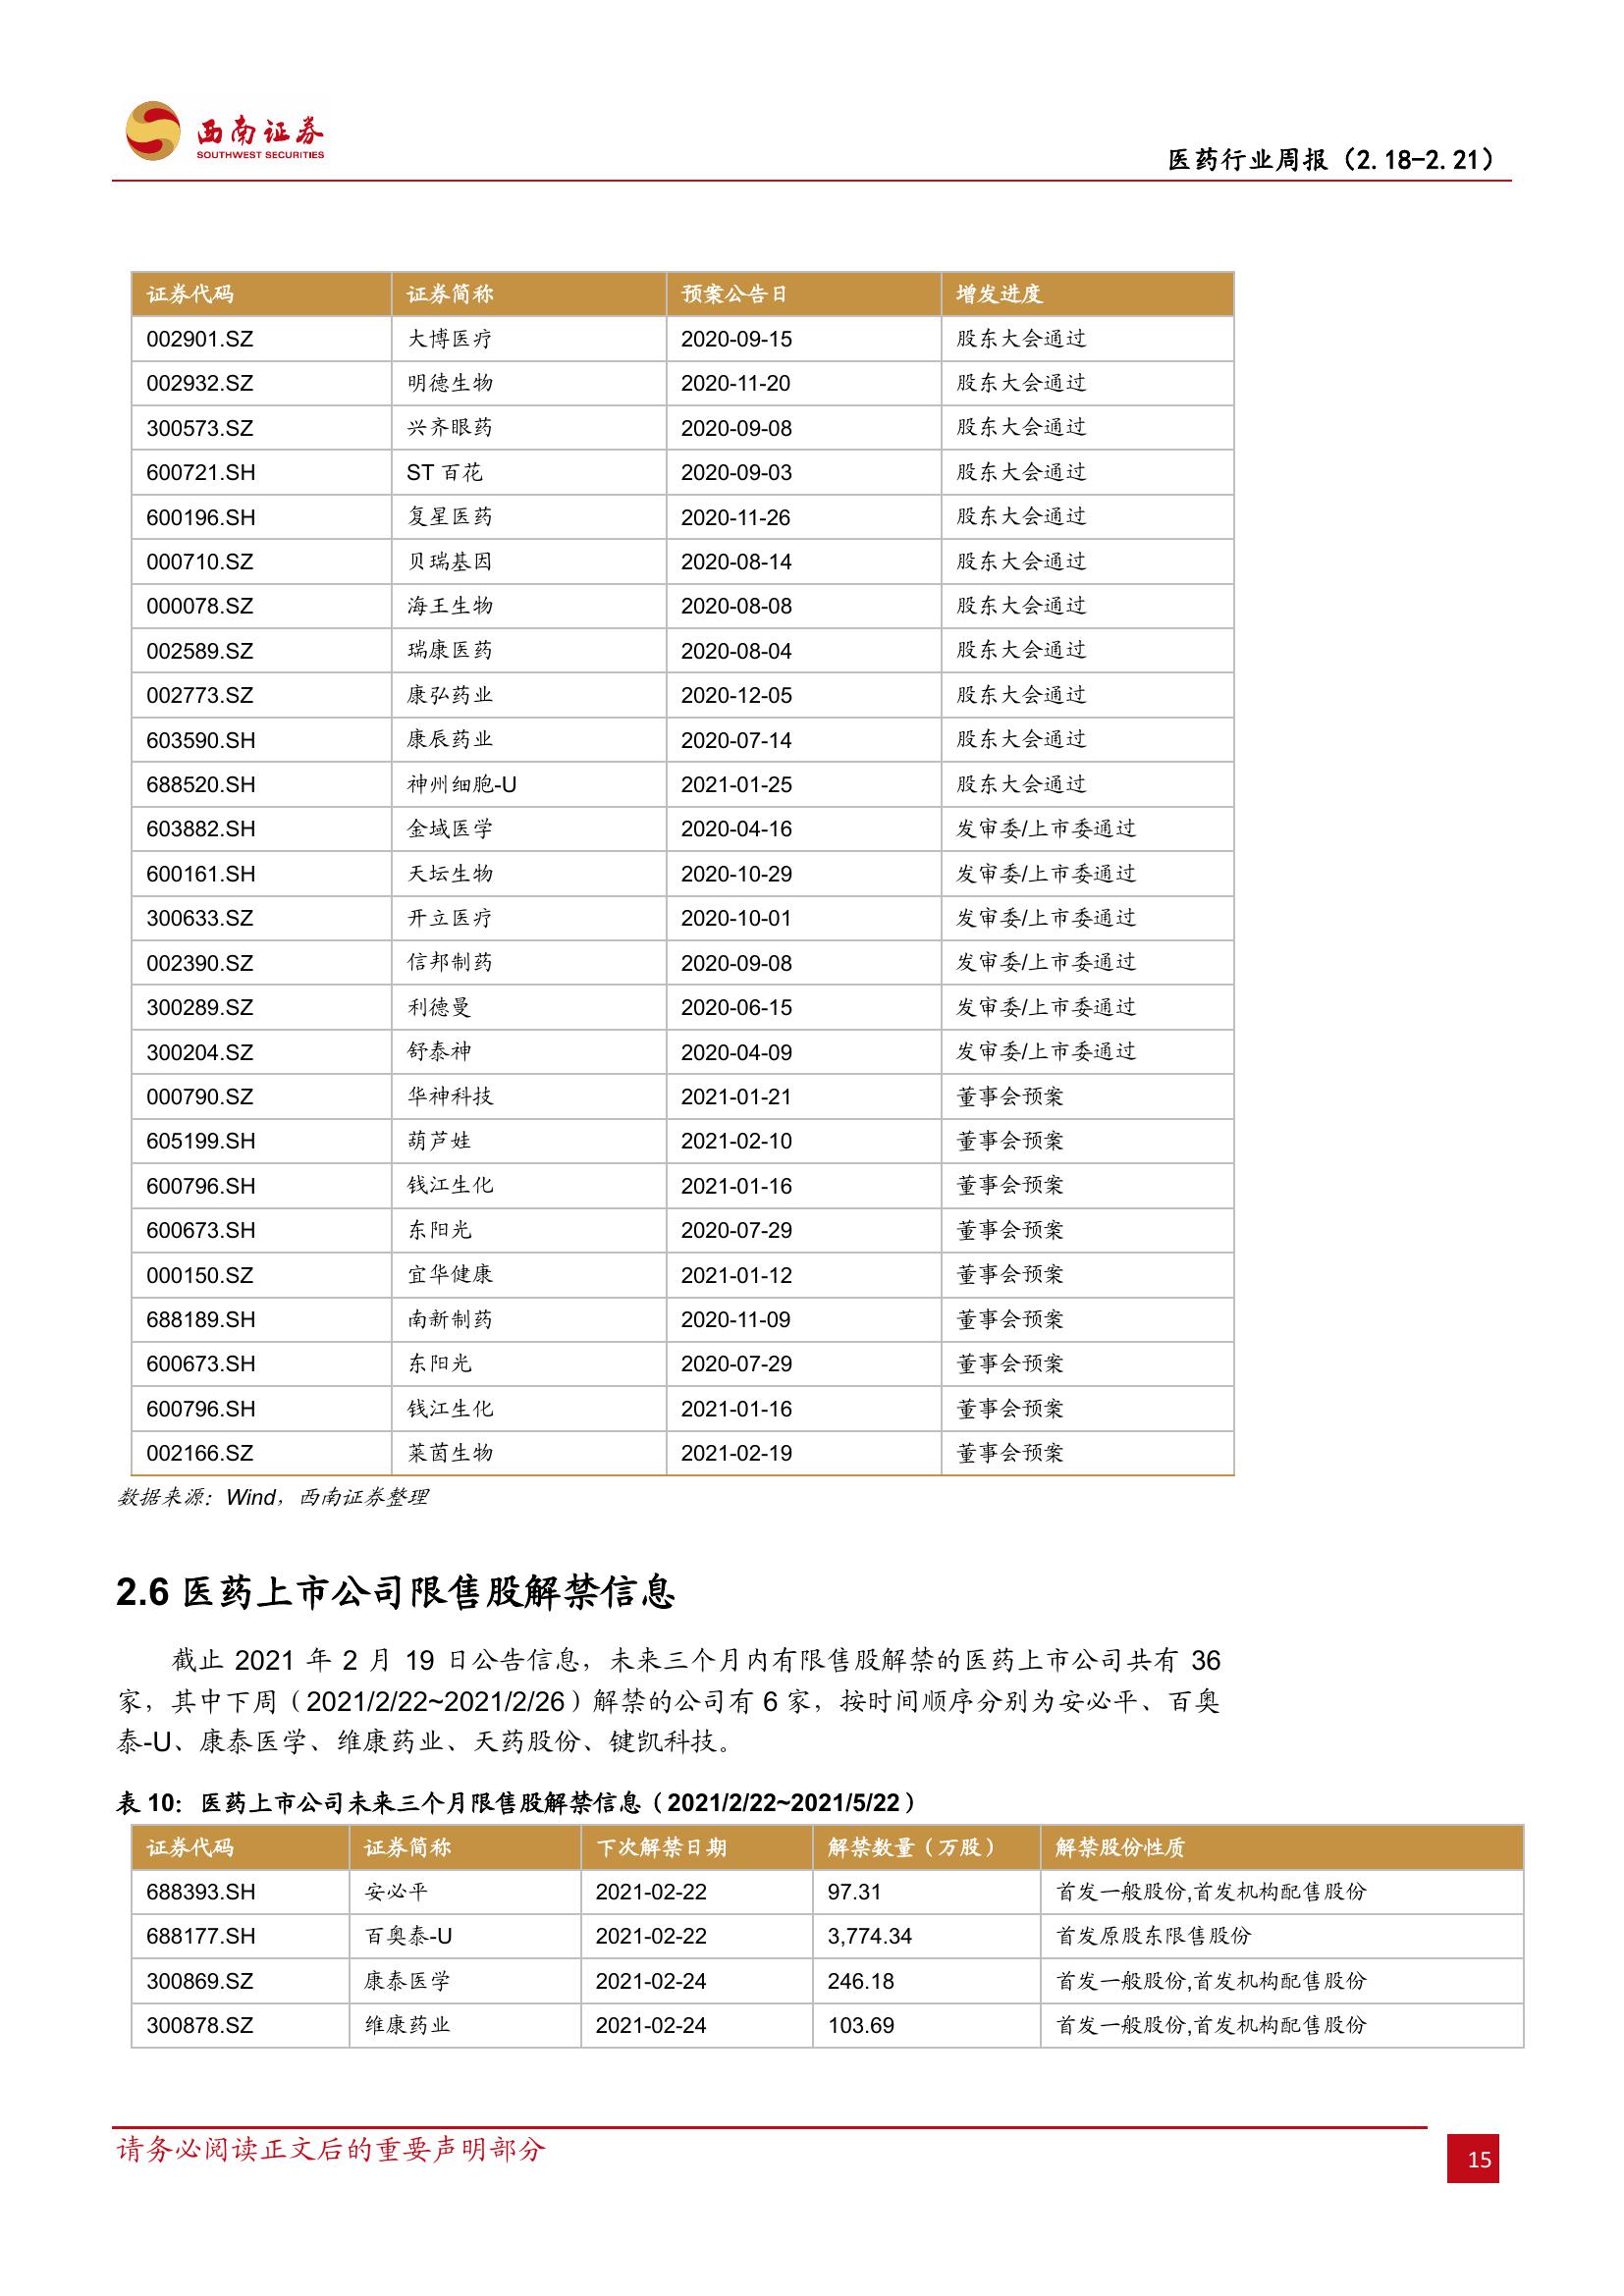 西南证券
SOUTHWEST SECURITIES
医药行业周报（2.18-2.21）
证券代码 证券简称 预案公告日 增发进度
002901.SZ 大博医疗 2020-09-15 股东大会通过
002932.SZ 明德生物 2020-11-20 股东大会通过
300573.SZ 兴齐眼药 2020-09-08 股东大会通过
600721.SH ST 百花 2020-09-03 股东大会通过
600196.SH 复星医药 2020-11-26 股东大会通过
000710.SZ 贝瑞基因 2020-08-14 股东大会通过
000078.SZ 海王生物 2020-08-08 股东大会通过
002589.SZ 瑞康医药 2020-08-04 股东大会通过
002773.SZ 康弘药业 2020-12-05 股东大会通过
603590.SH 康辰药业 2020-07-14 股东大会通过
688520.SH 神州细胞-U 2021-01-25 股东大会通过
603882.SH 金域医学 2020-04-16 发审委/上市委通过
600161.SH 天坛生物 2020-10-29 发审委/上市委通过
300633.SZ 开立医疗 2020-10-01 发审委/上市委通过
002390.SZ 信邦制药 2020-09-08 发审委/上市委通过
300289.SZ 利德曼 2020-06-15 发审委/上市委通过
300204.SZ 舒泰神 2020-04-09 发审委/上市委通过
000790.SZ 华神科技 2021-01-21 董事会预案
605199.SH 葫芦娃 2021-02-10 董事会预案
600796.SH 钱江生化 2021-01-16 董事会预案
600673.SH 东阳光 2020-07-29 董事会预案
000150.SZ 宜华健康 2021-01-12 董事会预案
688189.SH 南新制药 2020-11-09 董事会预案
600673.SH 东阳光 2020-07-29 董事会预案
600796.SH 钱江生化 2021-01-16 董事会预案
002166.SZ 莱茵生物 2021-02-19 董事会预案
数据来源：Wind，西南证券整理
2.6 医药上市公司限售股解禁信息
截止 2021 年 2 月 19 日公告信息，未来三个月内有限售股解禁的医药上市公司共有 36
家，其中下周（2021/2/22~2021/2/26）解禁的公司有 6 家，按时间顺序分别为安必平、百奥
泰-U、康泰医学、维康药业、天药股份、键凯科技。
表 10：医药上市公司未来三个月限售股解禁信息（2021/2/22~2021/5/22）
证券代码 证券简称 下次解禁日期 解禁数量（万股） 解禁股份性质
688393.SH 安必平 2021-02-22 97.31 首发一般股份,首发机构配售股份
688177.SH 百奥泰-U 2021-02-22 3,774.34 首发原股东限售股份
300869.SZ 康泰医学 2021-02-24 246.18 首发一般股份,首发机构配售股份
300878.SZ 维康药业 2021-02-24 103.69 首发一般股份,首发机构配售股份
请务必阅读正文后的重要声明部分
15